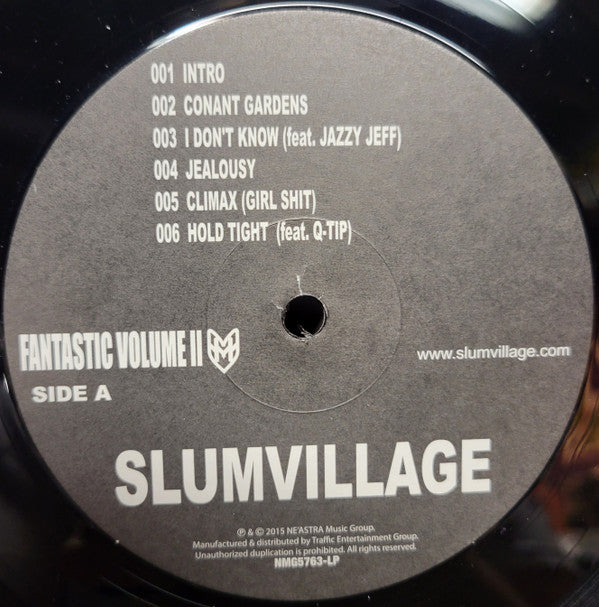 001 INTRO
002 CONANT GARDENS
003 I DON'T KNOW (feat. JAZZY JEFF)
004 JEALOUSY
005 CLIMAX (GIRL SHIT)
006 HOLD TIGHT (feat. Q-TIP)
FANTASTIC VOLUME II
www.slumvillage.com
SIDE A
SLUMVILLAGE
℗ & © 2015 NE'ASTRA Music Group.
Manufactured & distributed by Traffic Entertainment Group.
Unauthorized duplication is prohibited. All rights reserved.
NMG5763-LP